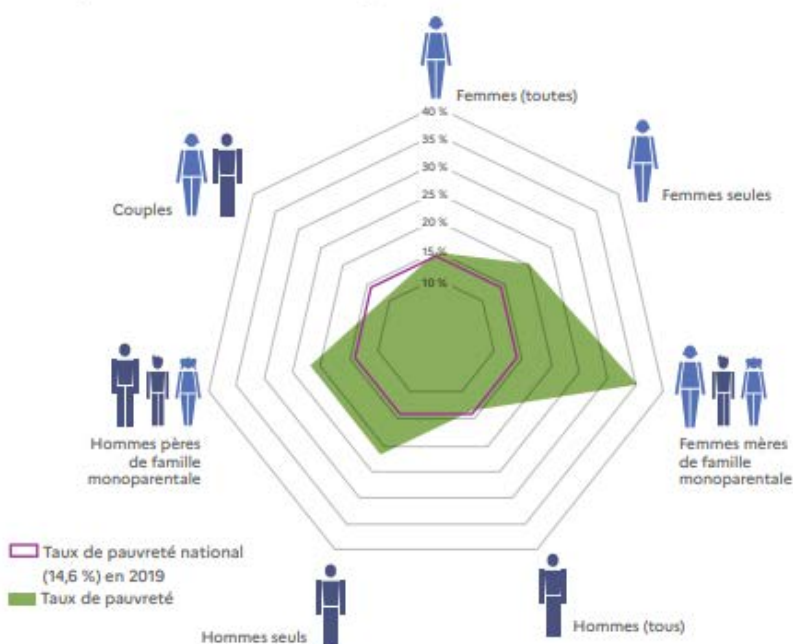 Femmes (toutes)
40 %
35 %
30 %
25 %
20 %
15 %
10 %
Femmes seules
Couples
Hommes pères
de famille
monoparentale
Femmes mères
de famille
monoparentale
Taux de pauvreté national
(14,6 %) en 2019
Taux de pauvreté
Hommes seuls
Hommes (tous)